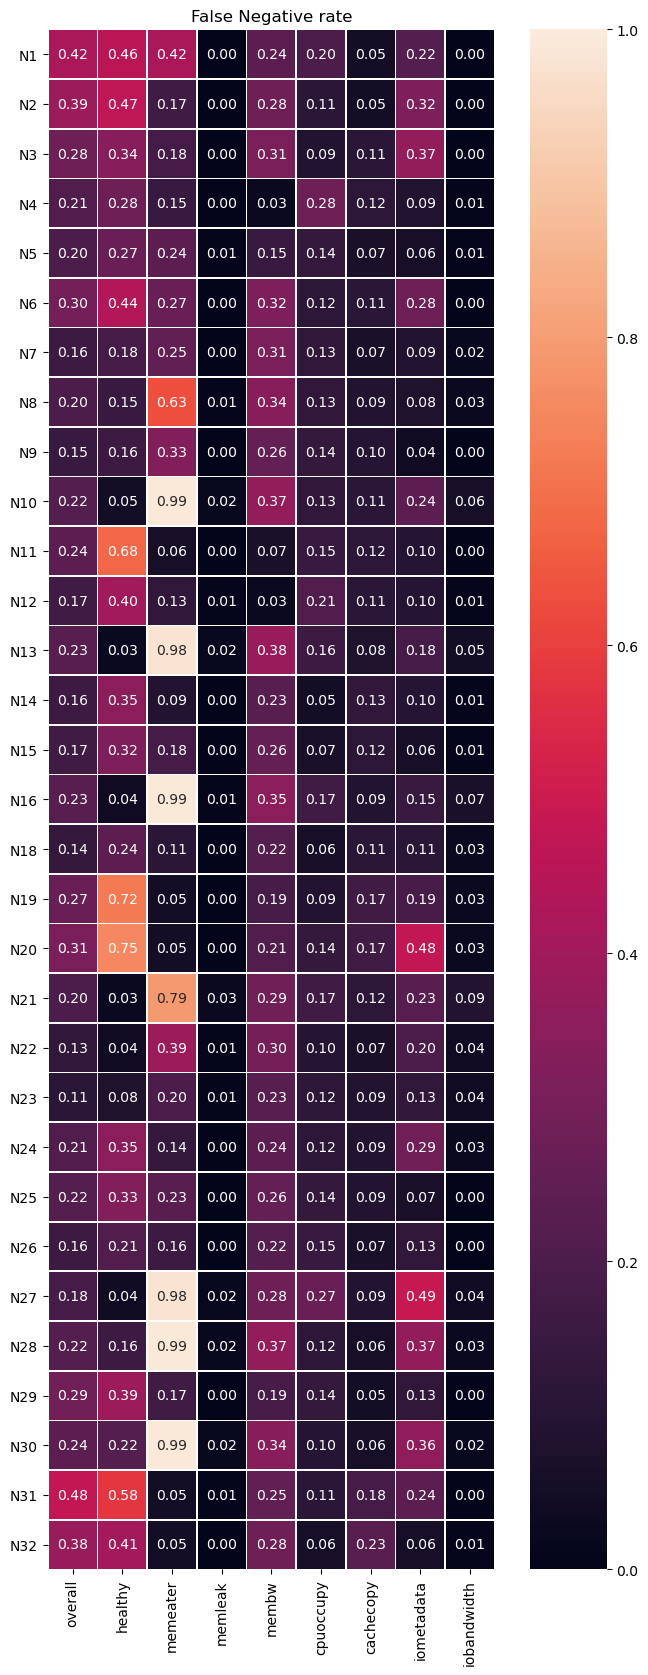 False Negative rate
N1 0.42 0.46 0.42 0.00 0.24 0.20 0.05 0.22 0.00
N2 0.39 0.47 0.17 0.00 0.28 0.11 0.05 0.32 0.00
N3 0.28 0.34 0.18 0.00 0.31 0.09 0.11 0.37 0.00
N4 0.21 0.28 0.15 0.00 0.03 0.28 0.12 0.09 0.01
N5 0.20 0.27 0.24 0.01 0.15 0.14 0.07 0.06 0.01
N6 0.30 0.44 0.27 0.00 0.32 0.12 0.11 0.28 0.00
N7 0.16 0.18 0.25 0.00 0.31 0.13 0.07 0.09 0.02
N8 0.20 0.15 0.63 0.01 0.34 0.13 0.09 0.08 0.03
N9 0.15 0.16 0.33 0.00 0.26 0.14 0.10 0.04 0.00
N10 0.22 0.05 0.99 0.02 0.37 0.13 0.11 0.24 0.06
N11 0.24 0.68 0.06 0.00 0.07 0.15 0.12 0.10 0.00
N12 0.17 0.40 0.13 0.01 0.03 0.21 0.11 0.10 0.01
N13 0.23 0.03 0.98 0.02 0.38 0.16 0.08 0.18 0.05
N14 0.16 0.35 0.09 0.00 0.23 0.05 0.13 0.10 0.01
N15 0.17 0.32 0.18 0.00 0.26 0.07 0.12 0.06 0.01
N16 0.23 0.04 0.99 0.01 0.35 0.17 0.09 0.15 0.07
N18 0.14 0.24 0.11 0.00 0.22 0.06 0.11 0.11 0.03
N19 0.27 0.72 0.05 0.00 0.19 0.09 0.17 0.19 0.03
N20 0.31 0.75 0.05 0.00 0.21 0.14 0.17 0.48 0.03
N21 0.20 0.03 0.79 0.03 0.29 0.17 0.12 0.23 0.09
N22 0.13 0.04 0.39 0.01 0.30 0.10 0.07 0.20 0.04
N23 0.11 0.08 0.20 0.01 0.23 0.12 0.09 0.13 0.04
N24 0.21 0.35 0.14 0.00 0.24 0.12 0.09 0.29 0.03
N25 0.22 0.33 0.23 0.00 0.26 0.14 0.09 0.07 0.00
N26 0.16 0.21 0.16 0.00 0.22 0.15 0.07 0.13 0.00
N27 0.18 0.04 0.98 0.02 0.28 0.27 0.09 0.49 0.04
N28 0.22 0.16 0.99 0.02 0.37 0.12 0.06 0.37 0.03
N29 0.29 0.39 0.17 0.00 0.19 0.14 0.05 0.13 0.00
N30 0.24 0.22 0.99 0.02 0.34 0.10 0.06 0.36 0.02
N31 0.48 0.58 0.05 0.01 0.25 0.11 0.18 0.24 0.00
N32 0.38 0.41 0.05 0.00 0.28 0.06 0.23 0.06 0.01
overall healthy memeater memleak membw cpuoccupy cachecopy iometadata iobandwidth
1.0
0.8
0.6
0.4
0.2
0.0